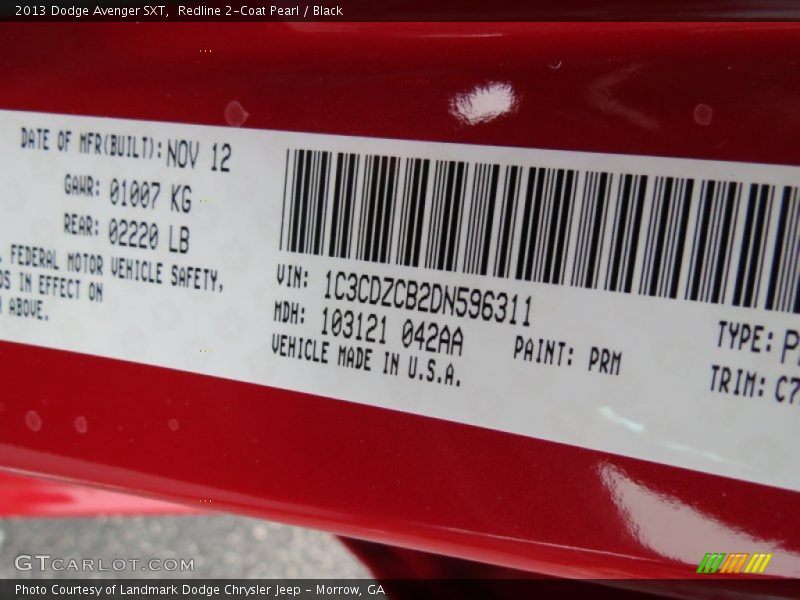 2013 Dodge Avenger SXT,  Redline 2-Coat Pearl / Black
DATE OF MFR(BUILT): NOV 12
GAWR: 01007 KG
REAR: 02220 LB
FEDERAL MOTOR VEHICLE SAFETY,
IN EFFECT ON
ABOVE.
VIN: 1C3CDZCB2DN596311
MDH: 103121 042AA
VEHICLE MADE IN U.S.A.
PAINT: PRM
TYPE:
TRIM:
GTCARLOT.COM
Photo Courtesy of Landmark Dodge Chrysler Jeep - Morrow, GA